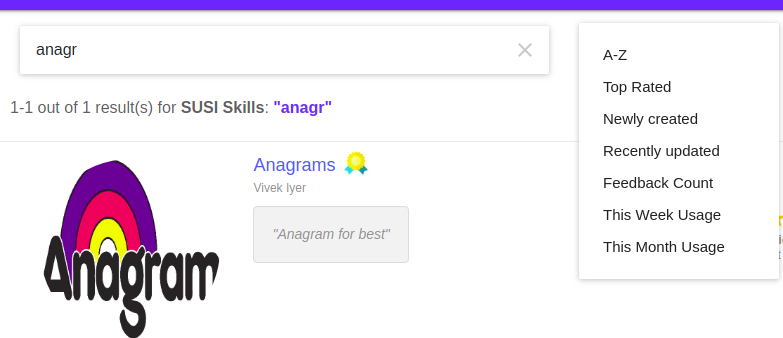 anagr
1-1 out of 1 result(s) for SUSI Skills: "anagr"
Anagram
Anagrams
Vivek Iyer
"Anagram for best"
A-Z
Top Rated
Newly created
Recently updated
Feedback Count
This Week Usage
This Month Usage